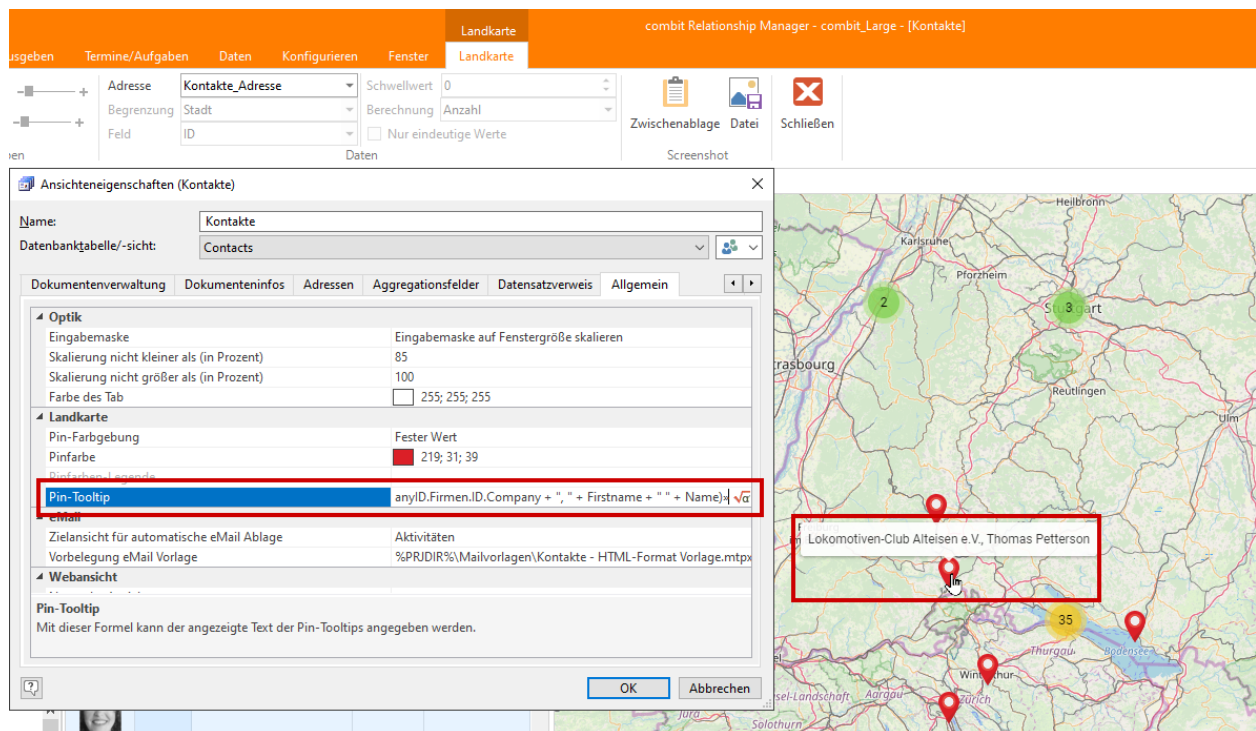 Landkarte
combit Relationship Manager - combit_Large - [Kontakte]
usgeben Termine/Aufgaben Daten Konfigurieren Fenster Landkarte
Adresse Kontakte_Adresse Schwellwert 0
Begrenzung Stadt Berechnung Anzahl
Feld ID Nur eindeutige Werte
Zwischenablage Datei Schließen
Daten Screenshot
Ansichteneigenschaften (Kontakte)
Name: Kontakte
Datenbanktabelle/-sicht: Contacts
Dokumentenverwaltung Dokumenteninfos Adressen Aggregationsfelder Datensatzverweis Allgemein
Optik
Eingabemaske Eingabemaske auf Fenstergröße skalieren
Skalierung nicht kleiner als (in Prozent) 85
Skalierung nicht größer als (in Prozent) 100
Farbe des Tab 255; 255; 255
Landkarte
Pin-Farbgebung Fester Wert
Pinfarbe 219; 31; 39
Pinfarben-Legende
Pin-Tooltip anyID.Firmen.ID.Company + ", " + Firstname + " " + Name)»
eMail
Zielansicht für automatische eMail Ablage Aktivitäten
Vorbelegung eMail Vorlage %PRJDIR%\Mailvorlagen\Kontakte - HTML-Format Vorlage.mtpx
Webansicht
Pin-Tooltip
Mit dieser Formel kann der angezeigte Text der Pin-Tooltips angegeben werden.
OK Abbrechen
Heilbronn
Karlsruhe
Pforzheim
2
3
rasbourg
Reutlingen
Ulm
Lokomotiven-Club Alteisen e.V., Thomas Petterson
35
Thurgau
Bodensee
Zürich
Aargau
sel-Landschaft
Jura
Solothurn